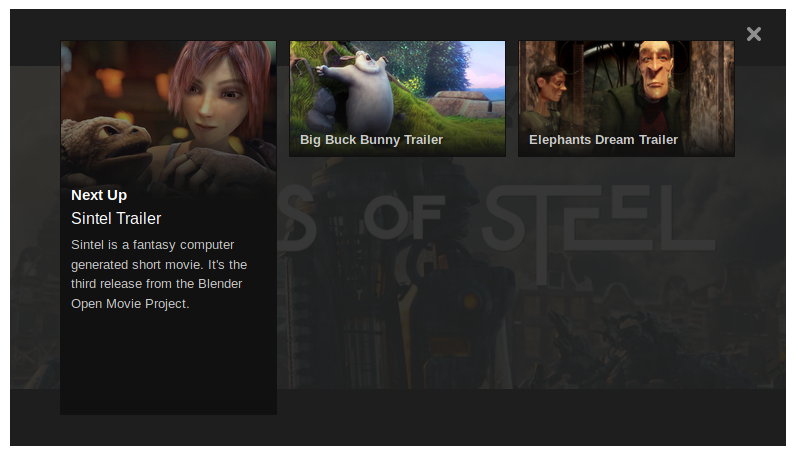 Next Up
Sintel Trailer
Sintel is a fantasy computer
generated short movie. It's the
third release from the Blender
Open Movie Project.
Big Buck Bunny Trailer
Elephants Dream Trailer
S OF STEEL